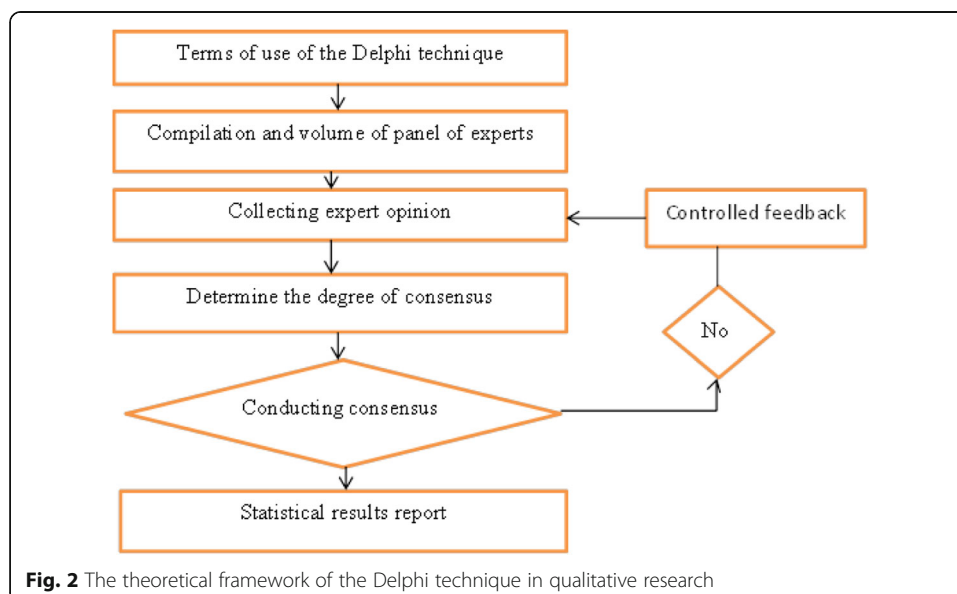 Terms of use of the Delphi technique
Compilation and volume of panel of experts
Collecting expert opinion
Controlled feedback
Determine the degree of consensus
No
Conducting consensus
Statistical results report
Fig. 2 The theoretical framework of the Delphi technique in qualitative research